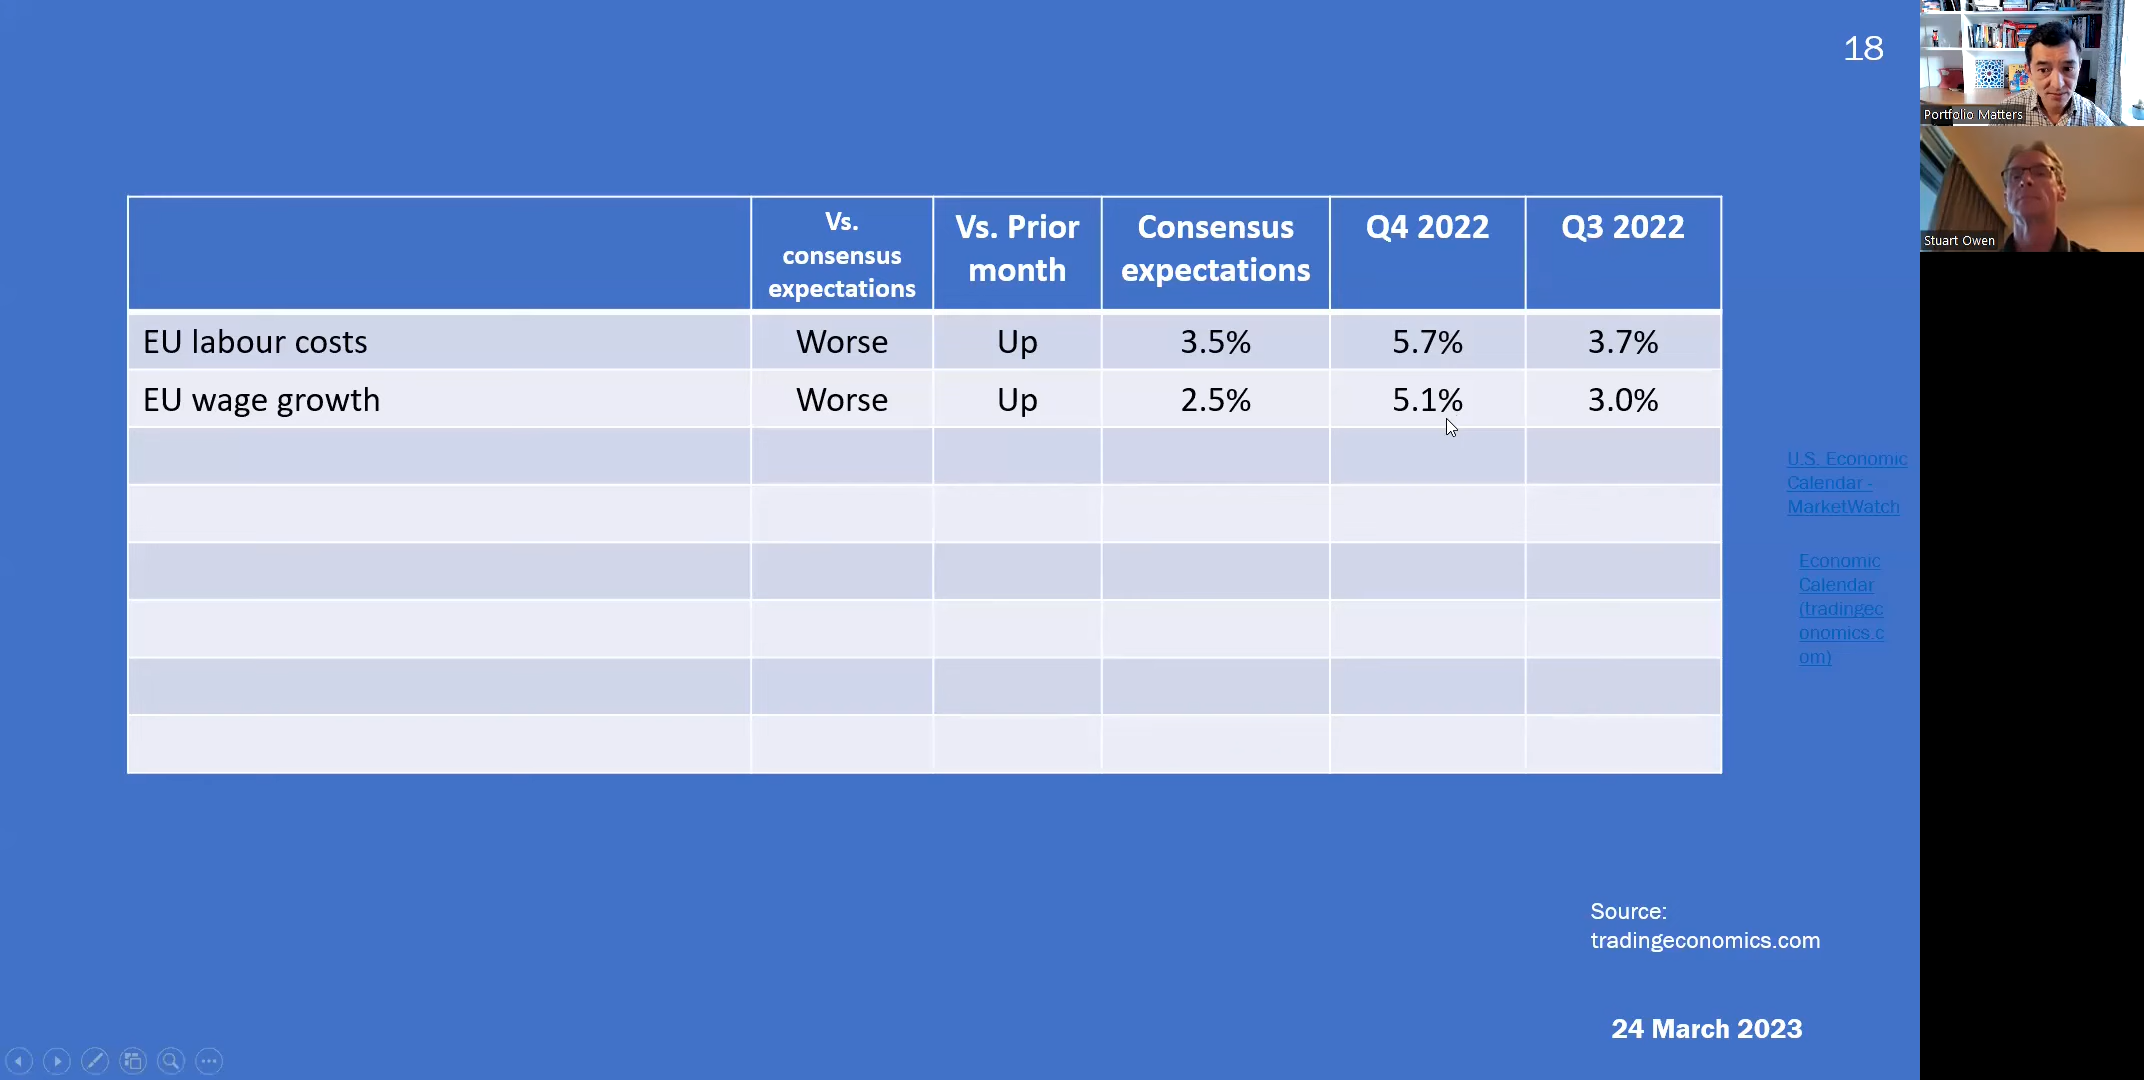 18
Vs.
consensus
expectations
Vs. Prior
month
Consensus
expectations
Q4 2022
Q3 2022
EU labour costs Worse Up 3.5% 5.7% 3.7%
EU wage growth Worse Up 2.5% 5.1% 3.0%
U.S. Economic
Calendar -
MarketWatch
Economic
Calendar
(tradingec
onomics.c
om)
Source:
tradingeconomics.com
24 March 2023
Portfolio Matters
Stuart Owen